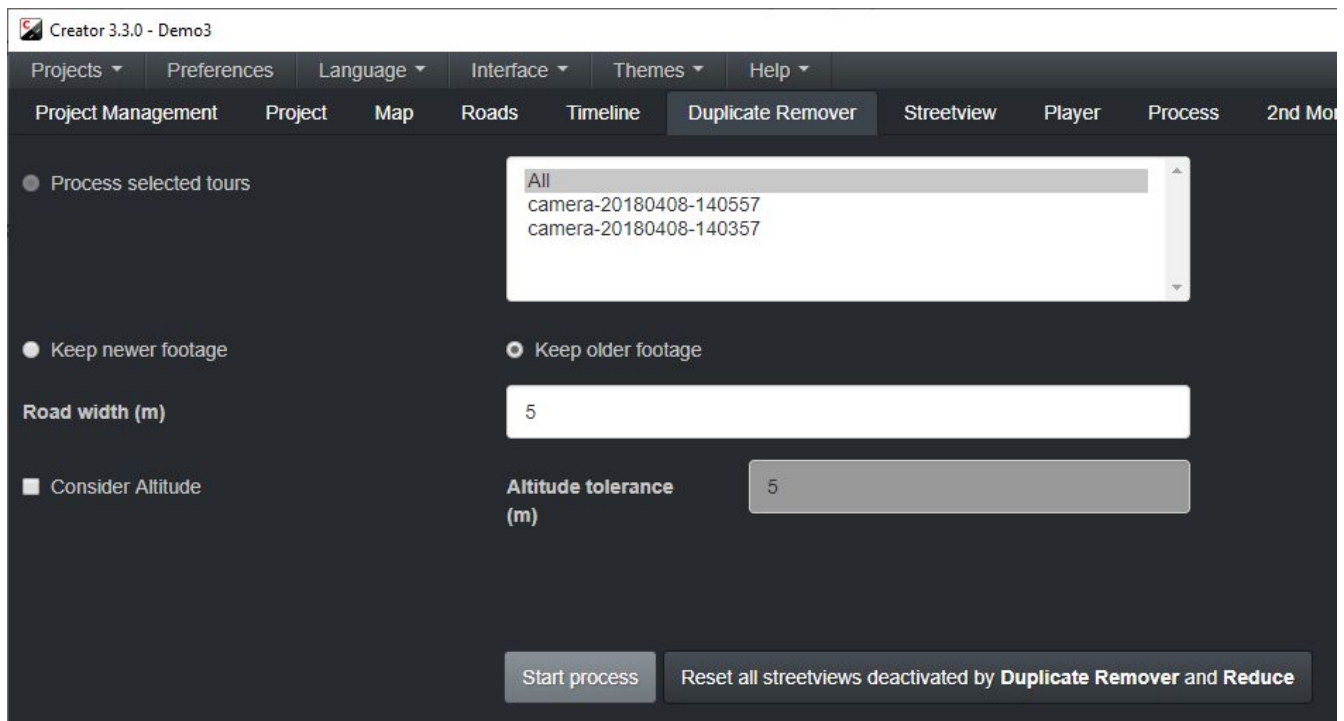 Creator 3.3.0 - Demo3
Projects Preferences Language Interface Themes Help
Project Management Project Map Roads Timeline Duplicate Remover Streetview Player Process 2nd
Process selected tours
All
camera-20180408-140557
camera-20180408-140357
Keep newer footage Keep older footage
Road width (m) 5
Consider Altitude Altitude tolerance 5
(m)
Start process Reset all streetviews deactivated by Duplicate Remover and Reduce